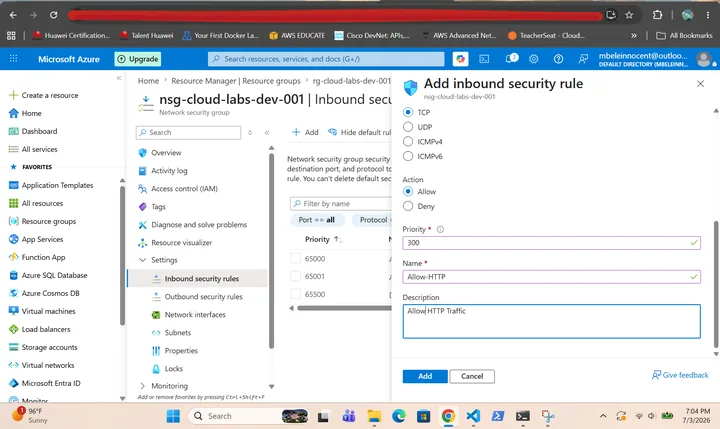 Huawei Certification...
Talent Huawei
Your First Docker La...
AWS EDUCATE
Cisco DevNet: APIs,...
AWS Advanced Net...
TeacherSeat - Cloud...
All Bookmarks
Microsoft Azure
Upgrade
Search resources, services, and docs (G+/)
1
mbeleinnocent@outloo...
DEFAULT DIRECTORY (MBELEIN...
Create a resource
Home
Dashboard
All services
FAVORITES
Application Templates
All resources
Resource groups
App Services
Function App
Azure SQL Database
Azure Cosmos DB
Virtual machines
Load balancers
Storage accounts
Virtual networks
Microsoft Entra ID
Monitor
Home > Resource Manager | Resource groups > rg-cloud-labs-dev-001
nsg-cloud-labs-dev-001 | Inbound secu
Network security group
Search
Overview
Activity log
Access control (IAM)
Tags
Diagnose and solve problems
Resource visualizer
Settings
Inbound security rules
Outbound security rules
Network interfaces
Subnets
Properties
Locks
Monitoring
Add or remove favorites by pressing Ctrl+Shift+F
Add
Hide default rul
Network security group security
destination port, and protocol to
rule. You can't delete default sec
Filter by name
Port == all
Protocol
Priority ↑
65000
65001
65500
Add inbound security rule
nsg-cloud-labs-dev-001
TCP
UDP
ICMPv4
ICMPv6
Action
Allow
Deny
Priority *
300
Name *
Allow-HTTP
Description
Allow HTTP Traffic
Add
Cancel
Give feedback
1
96°F
Sunny
Search
7:04 PM
7/3/2026